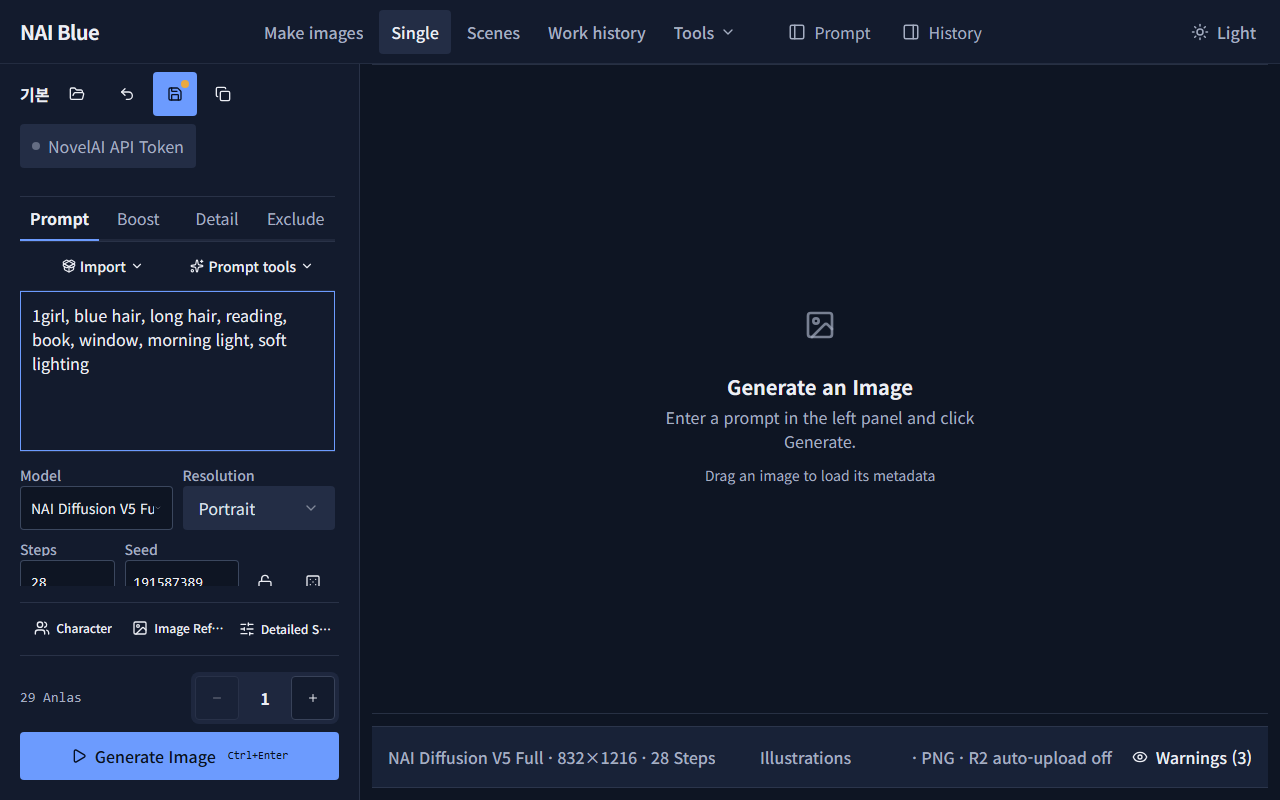 NAI Blue
Make images
Single
Scenes
Work history
Tools
Prompt
History
Light
기본
NovelAI API Token
Prompt
Boost
Detail
Exclude
Import
Prompt tools
1girl, blue hair, long hair, reading,
book, window, morning light, soft
lighting
Model
Resolution
NAI Diffusion V5 Fu
Portrait
Steps
Seed
28
191587389
Character
Image Ref···
Detailed S···
29 Anlas
−
1
+
Generate Image Ctrl+Enter
Generate an Image
Enter a prompt in the left panel and click
Generate.
Drag an image to load its metadata
NAI Diffusion V5 Full · 832×1216 · 28 Steps
Illustrations
· PNG · R2 auto-upload off
Warnings (3)